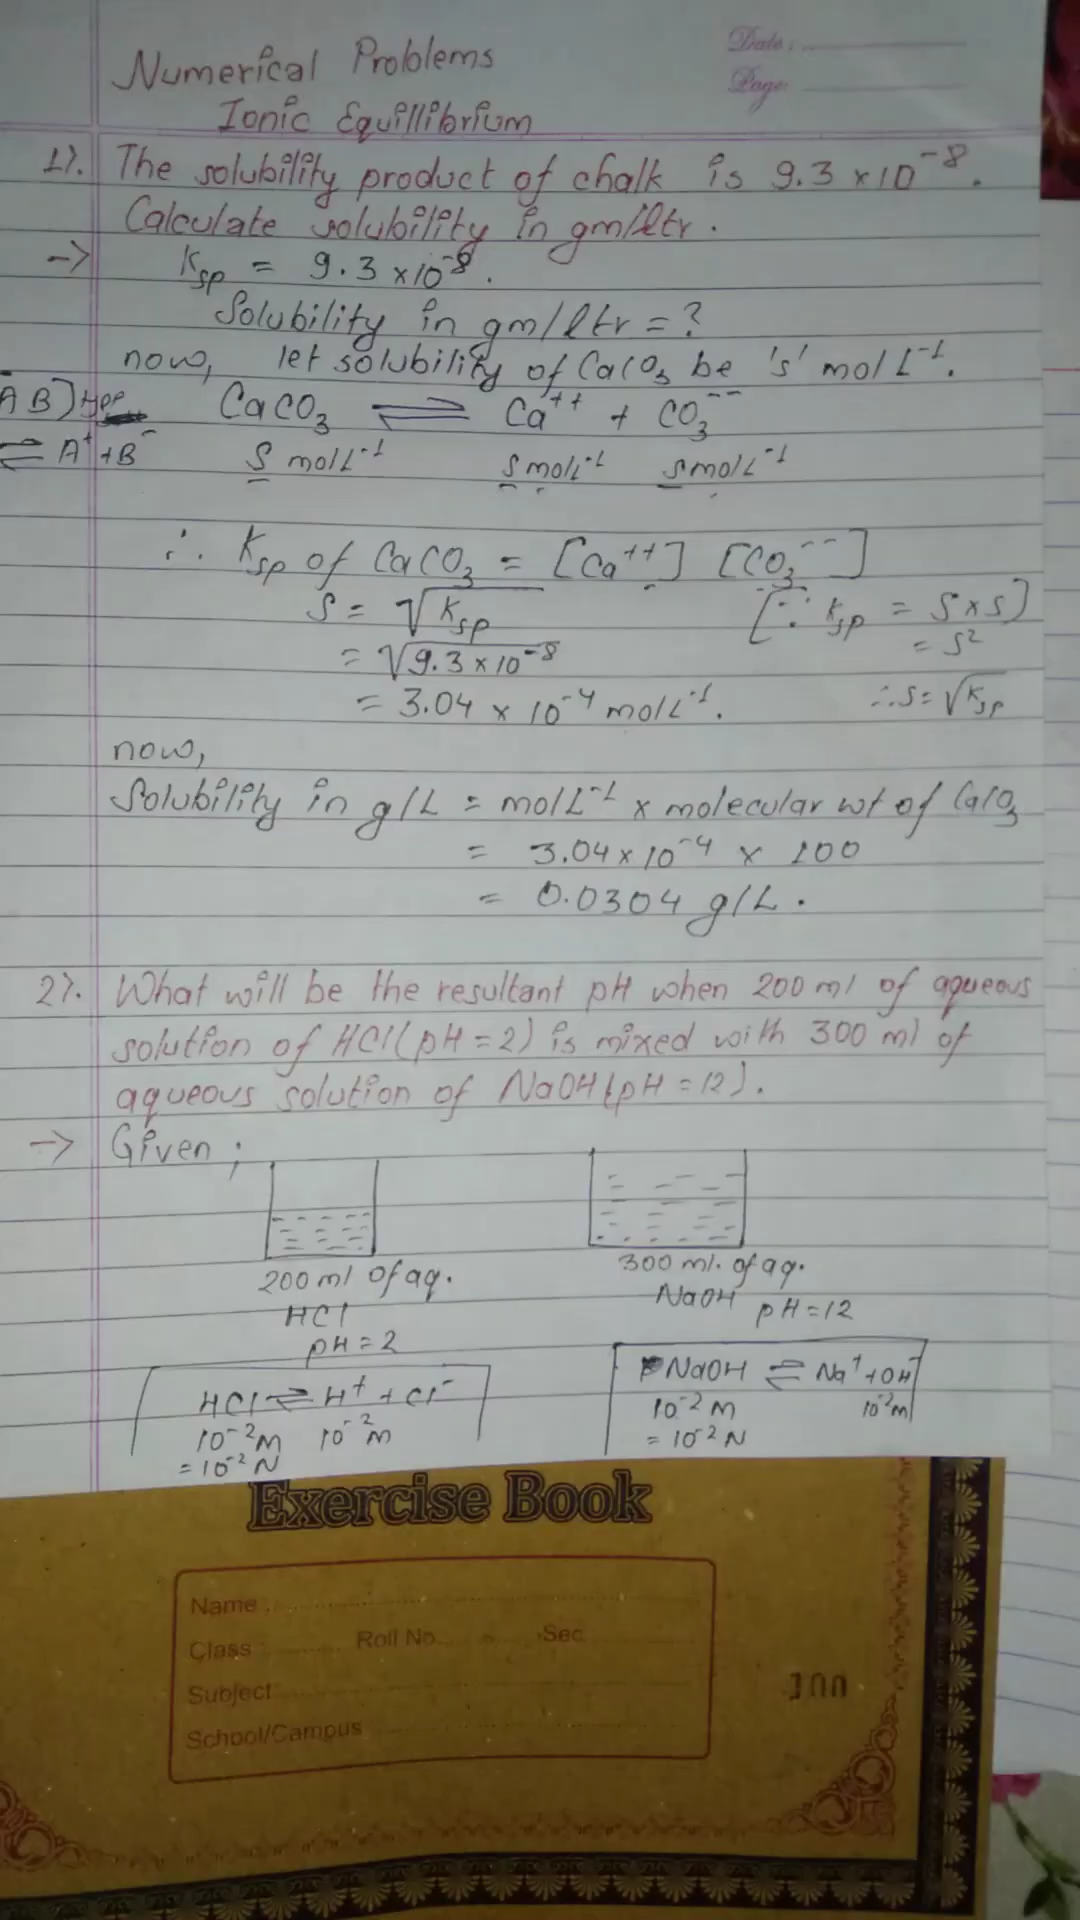 Date:
Page:
Numerical Problems
Ionic Equillibrium
1). The solubility product of chalk is 9.3 × 10⁻⁸.
Calculate solubility in gm/ltr.
-> Ksp = 9.3 × 10⁻⁸.
Solubility in gm/ltr = ?
now, let solubility of CaCO₃ be 's' mol L⁻¹.
AB) type CaCO₃ ⇌ Ca⁺⁺ + CO₃⁻⁻
⇌ A⁺ + B⁻ S mol L⁻¹ S mol L⁻¹ S mol L⁻¹
∴ Ksp of CaCO₃ = [Ca⁺⁺] [CO₃⁻⁻]
S = √Ksp [∵ Ksp = S × S]
= √9.3 × 10⁻⁸ = S²
= 3.04 × 10⁻⁴ mol L⁻¹. ∴ S = √Ksp
now,
Solubility in g/L = mol L⁻¹ × molecular wt of CaCO₃
= 3.04 × 10⁻⁴ × 100
= 0.0304 g/L.
2). What will be the resultant pH when 200 ml of aqueous
solution of HCl (pH = 2) is mixed with 300 ml of
aqueous solution of NaOH (pH = 12).
-> Given;
200 ml of aq. 300 ml. of aq.
HCl NaOH pH = 12
pH = 2
HCl ⇌ H⁺ + Cl⁻ NaOH ⇌ Na⁺ + OH⁻
10⁻² M 10⁻² M 10⁻² M 10⁻² M
= 10⁻² N = 10⁻² N
Exercise Book
Name
Class Roll No. Sec
Subject
School/Campus